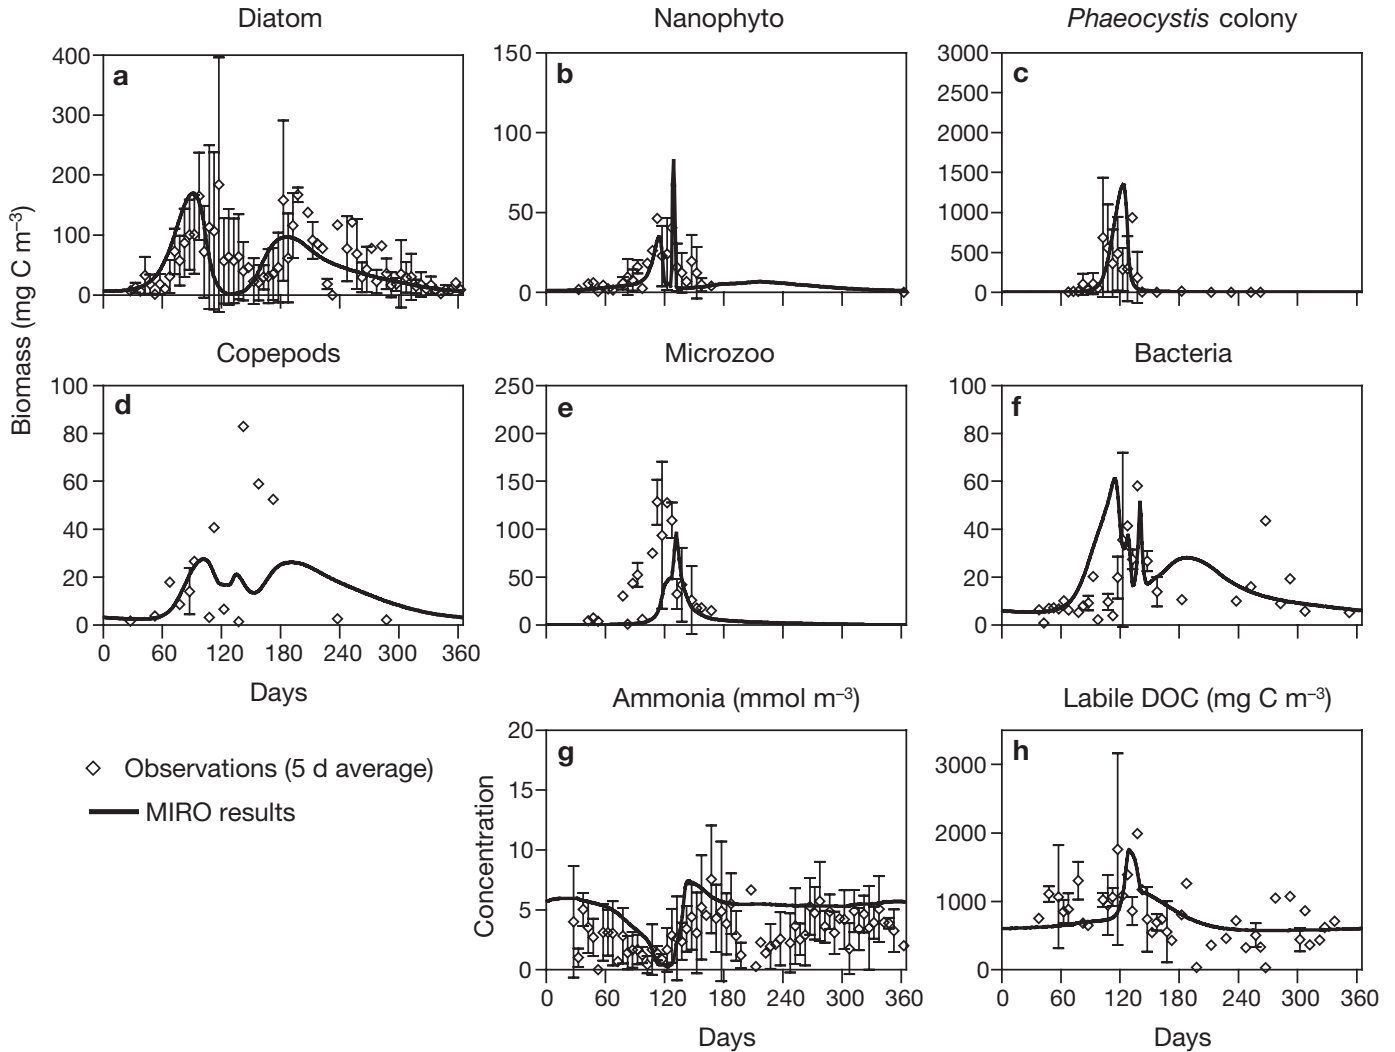 Diatom
Nanophyto
Phaeocystis colony
400
300
200
100
0
a
150
100
50
0
b
3000
2500
2000
1500
1000
500
0
c
Biomass (mg C m–3)
Copepods
Microzoo
Bacteria
100
80
60
40
20
0
d
0 60 120 180 240 300 360
Days
250
200
150
100
50
0
e
100
80
60
40
20
0
f
Ammonia (mmol m–3)
Labile DOC (mg C m–3)
Observations (5 d average)
MIRO results
Concentration
20
15
10
5
0
g
0 60 120 180 240 300 360
Days
3000
2000
1000
0
h
0 60 120 180 240 300 360
Days